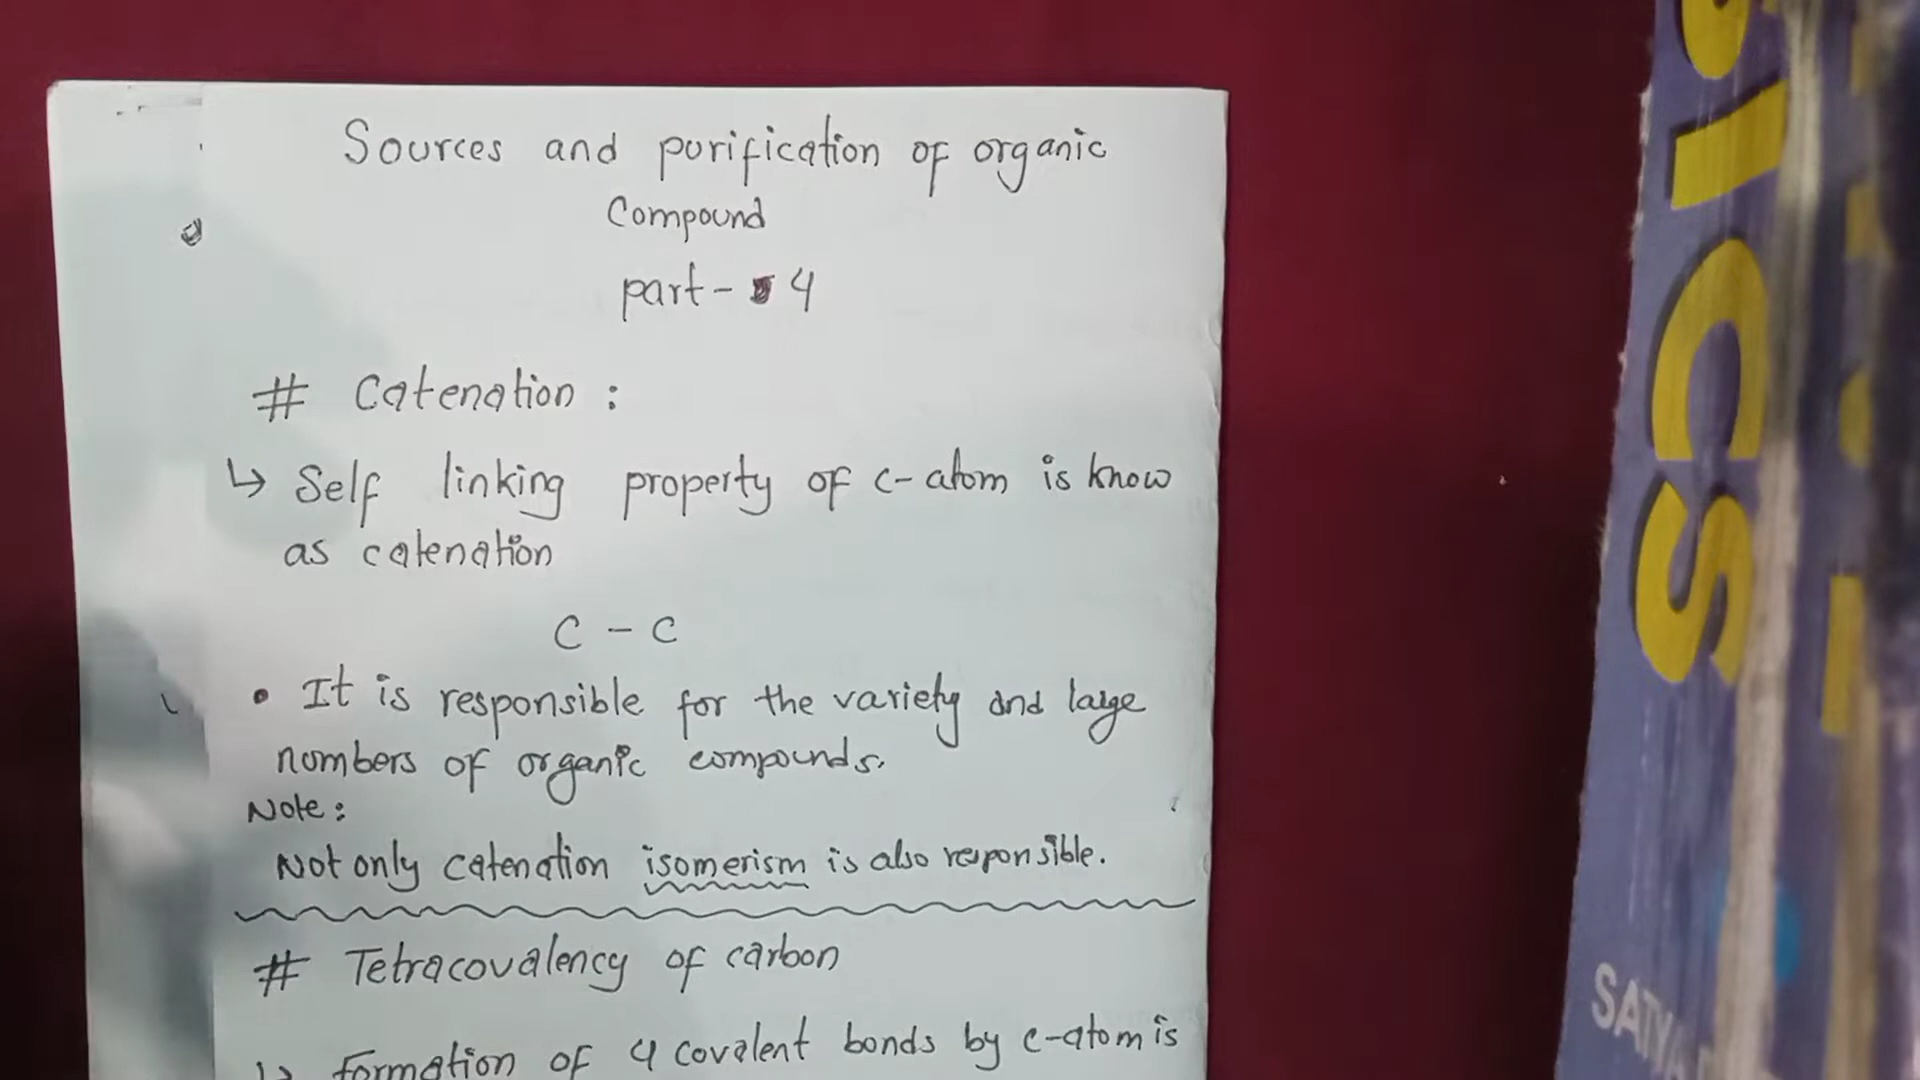 Sources and purification of organic
Compound
part- 4
# Catenation :
↳ Self linking property of c-atom is know
as catenation
C - C
• It is responsible for the variety and large
numbers of organic compounds.
Note:
Not only catenation isomerism is also responsible.
# Tetracovalency of carbon
↳ Formation of 4 covalent bonds by c-atom is
SICS